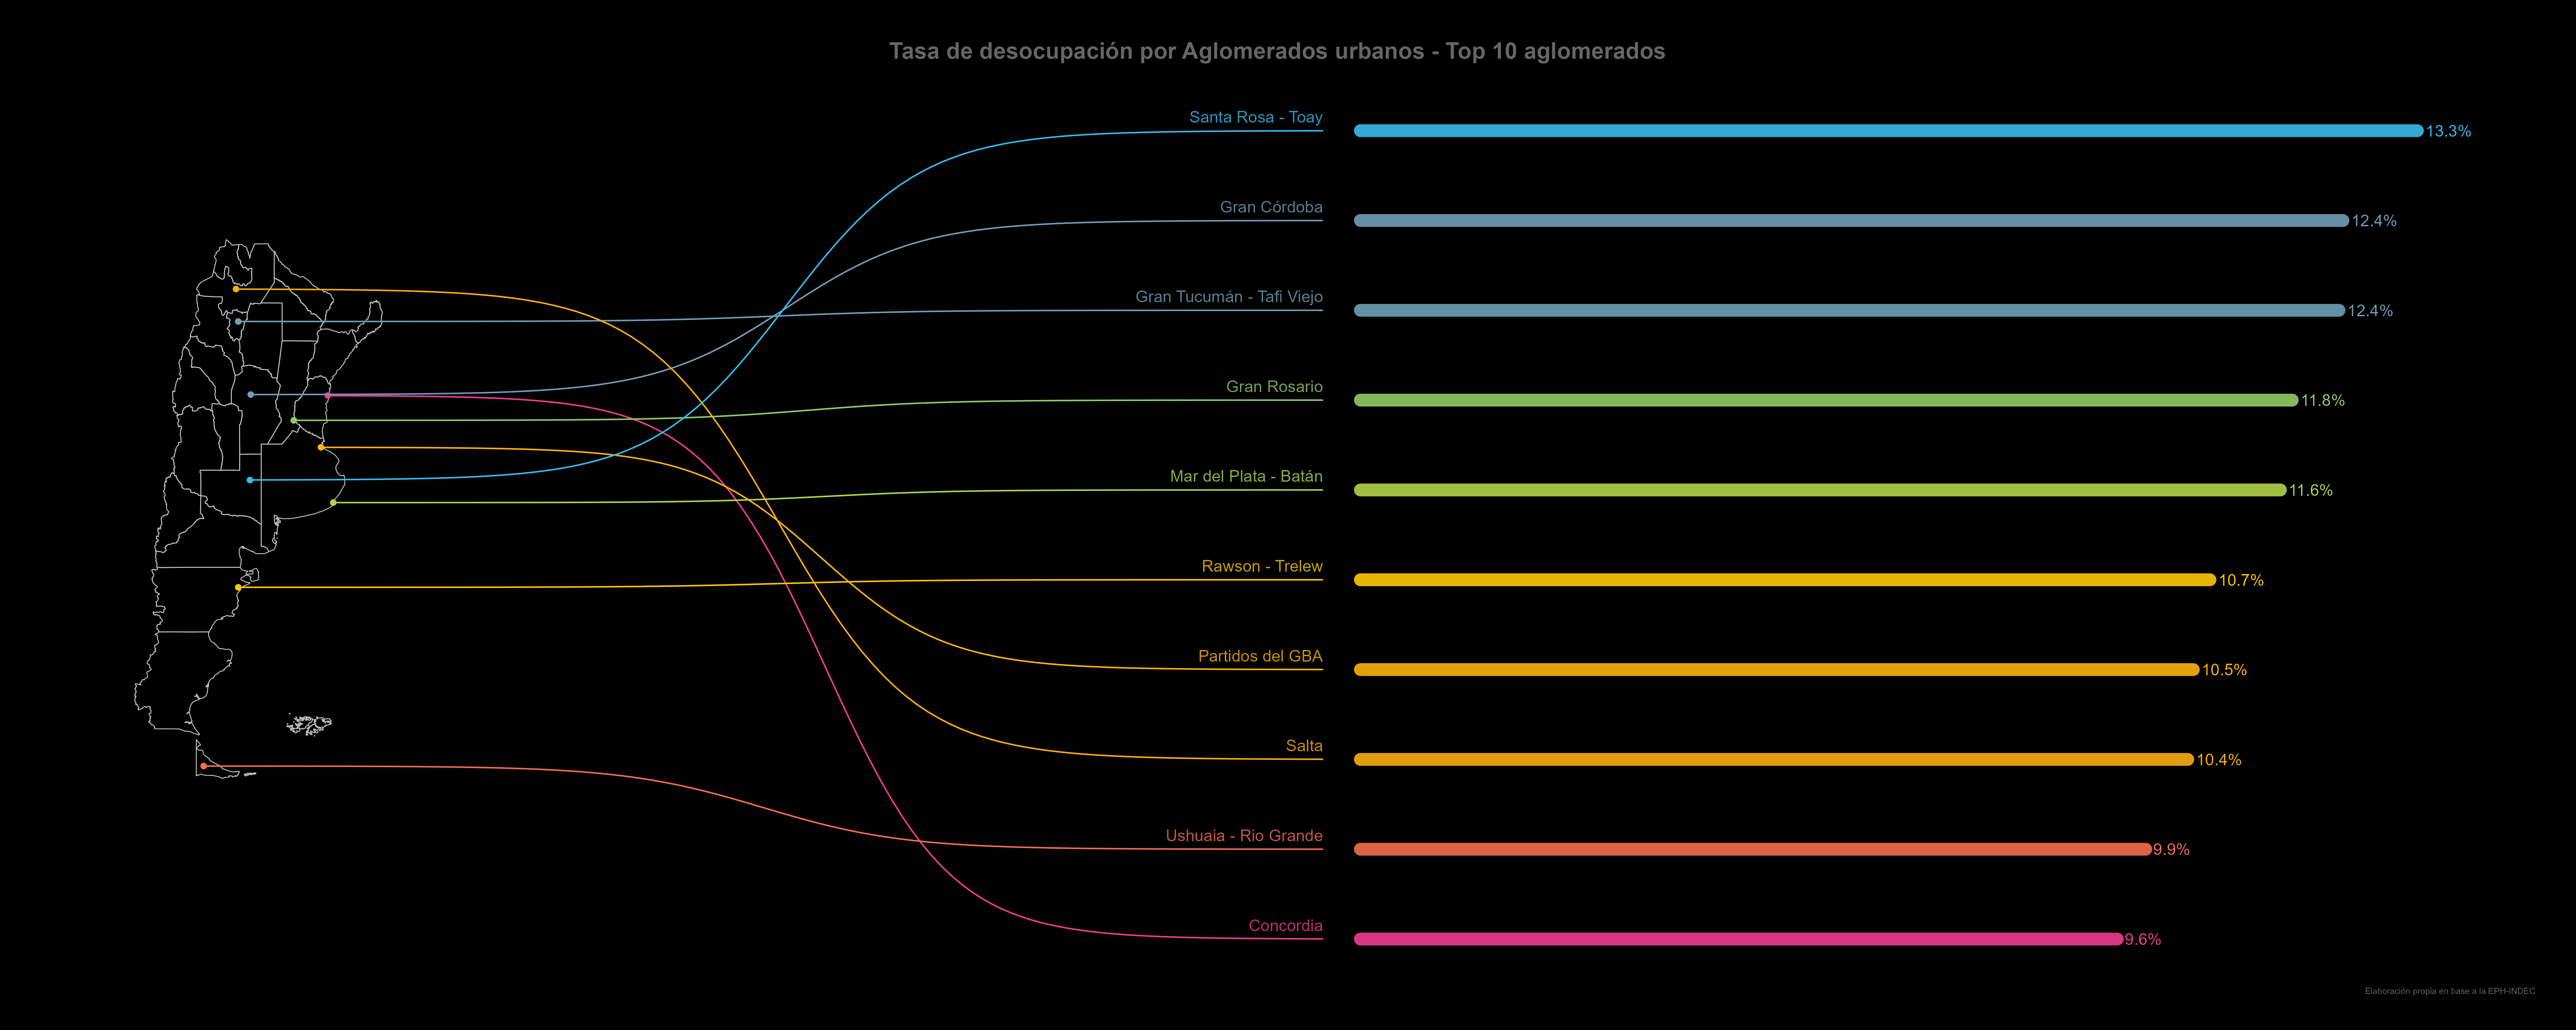 Tasa de desocupación por Aglomerados urbanos - Top 10 aglomerados
Santa Rosa - Toay 13.3%
Gran Córdoba 12.4%
Gran Tucumán - Tafi Viejo 12.4%
Gran Rosario 11.8%
Mar del Plata - Batán 11.6%
Rawson - Trelew 10.7%
Partidos del GBA 10.5%
Salta 10.4%
Ushuaia - Rio Grande 9.9%
Concordia 9.6%
Elaboración propia en base a la EPH-INDEC